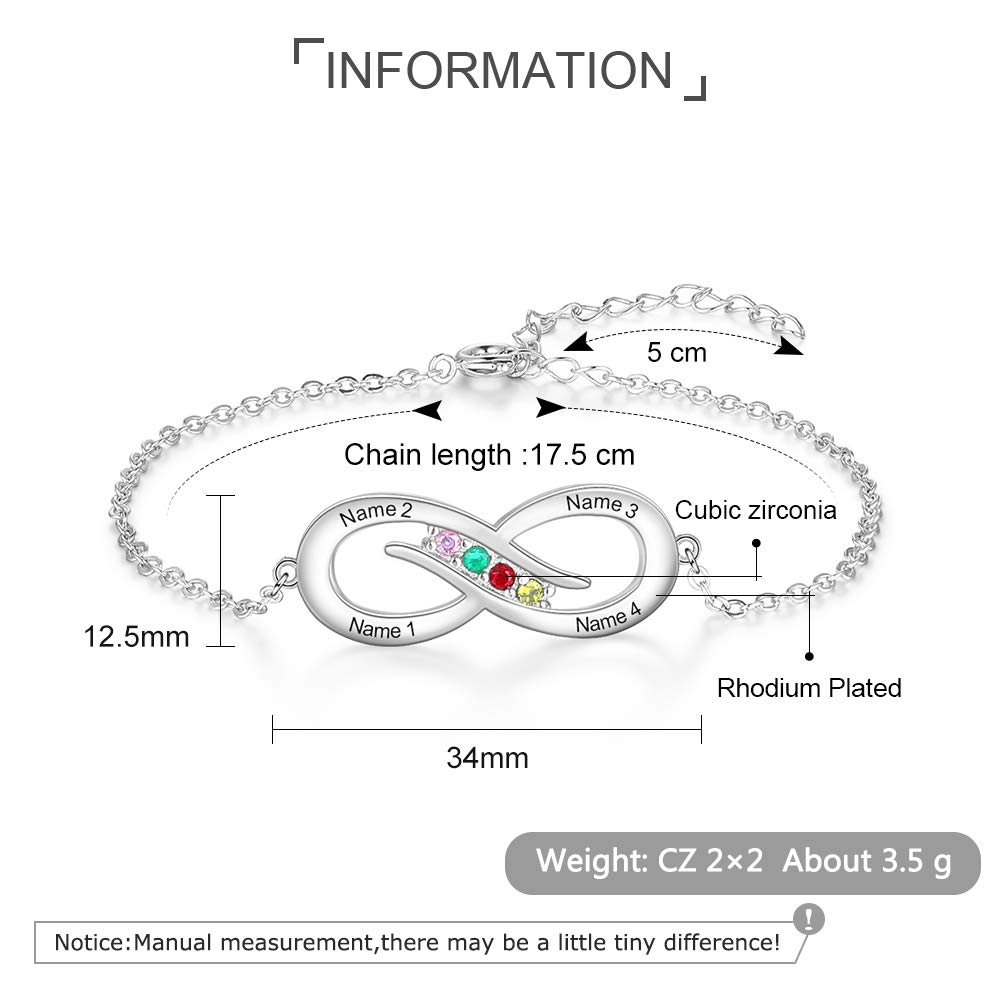 INFORMATION
5 cm
Chain length :17.5 cm
Name 2
Name 3
Cubic zirconia
Name 1
Name 4
12.5mm
Rhodium Plated
34mm
Weight: CZ 2×2 About 3.5 g
!
Notice:Manual measurement,there may be a little tiny difference!